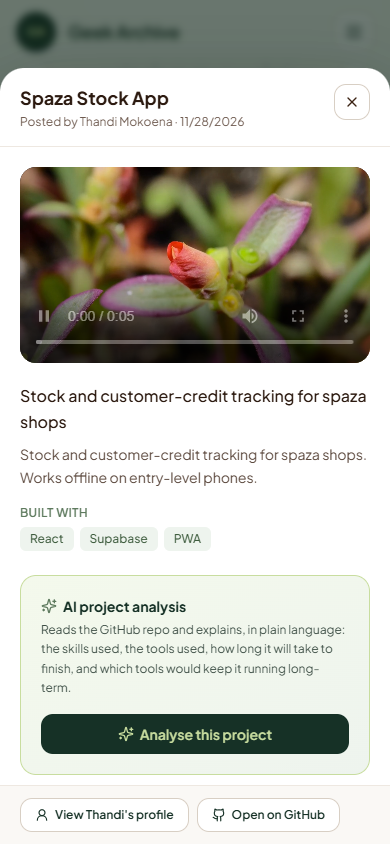 Geek Archive
Spaza Stock App
Posted by Thandi Mokoena · 11/28/2026
0:00 / 0:05
Stock and customer-credit tracking for spaza
shops
Stock and customer-credit tracking for spaza shops.
Works offline on entry-level phones.
BUILT WITH
React Supabase PWA
AI project analysis
Reads the GitHub repo and explains, in plain language:
the skills used, the tools used, how long it will take to
finish, and which tools would keep it running long-
term.
Analyse this project
View Thandi's profile Open on GitHub